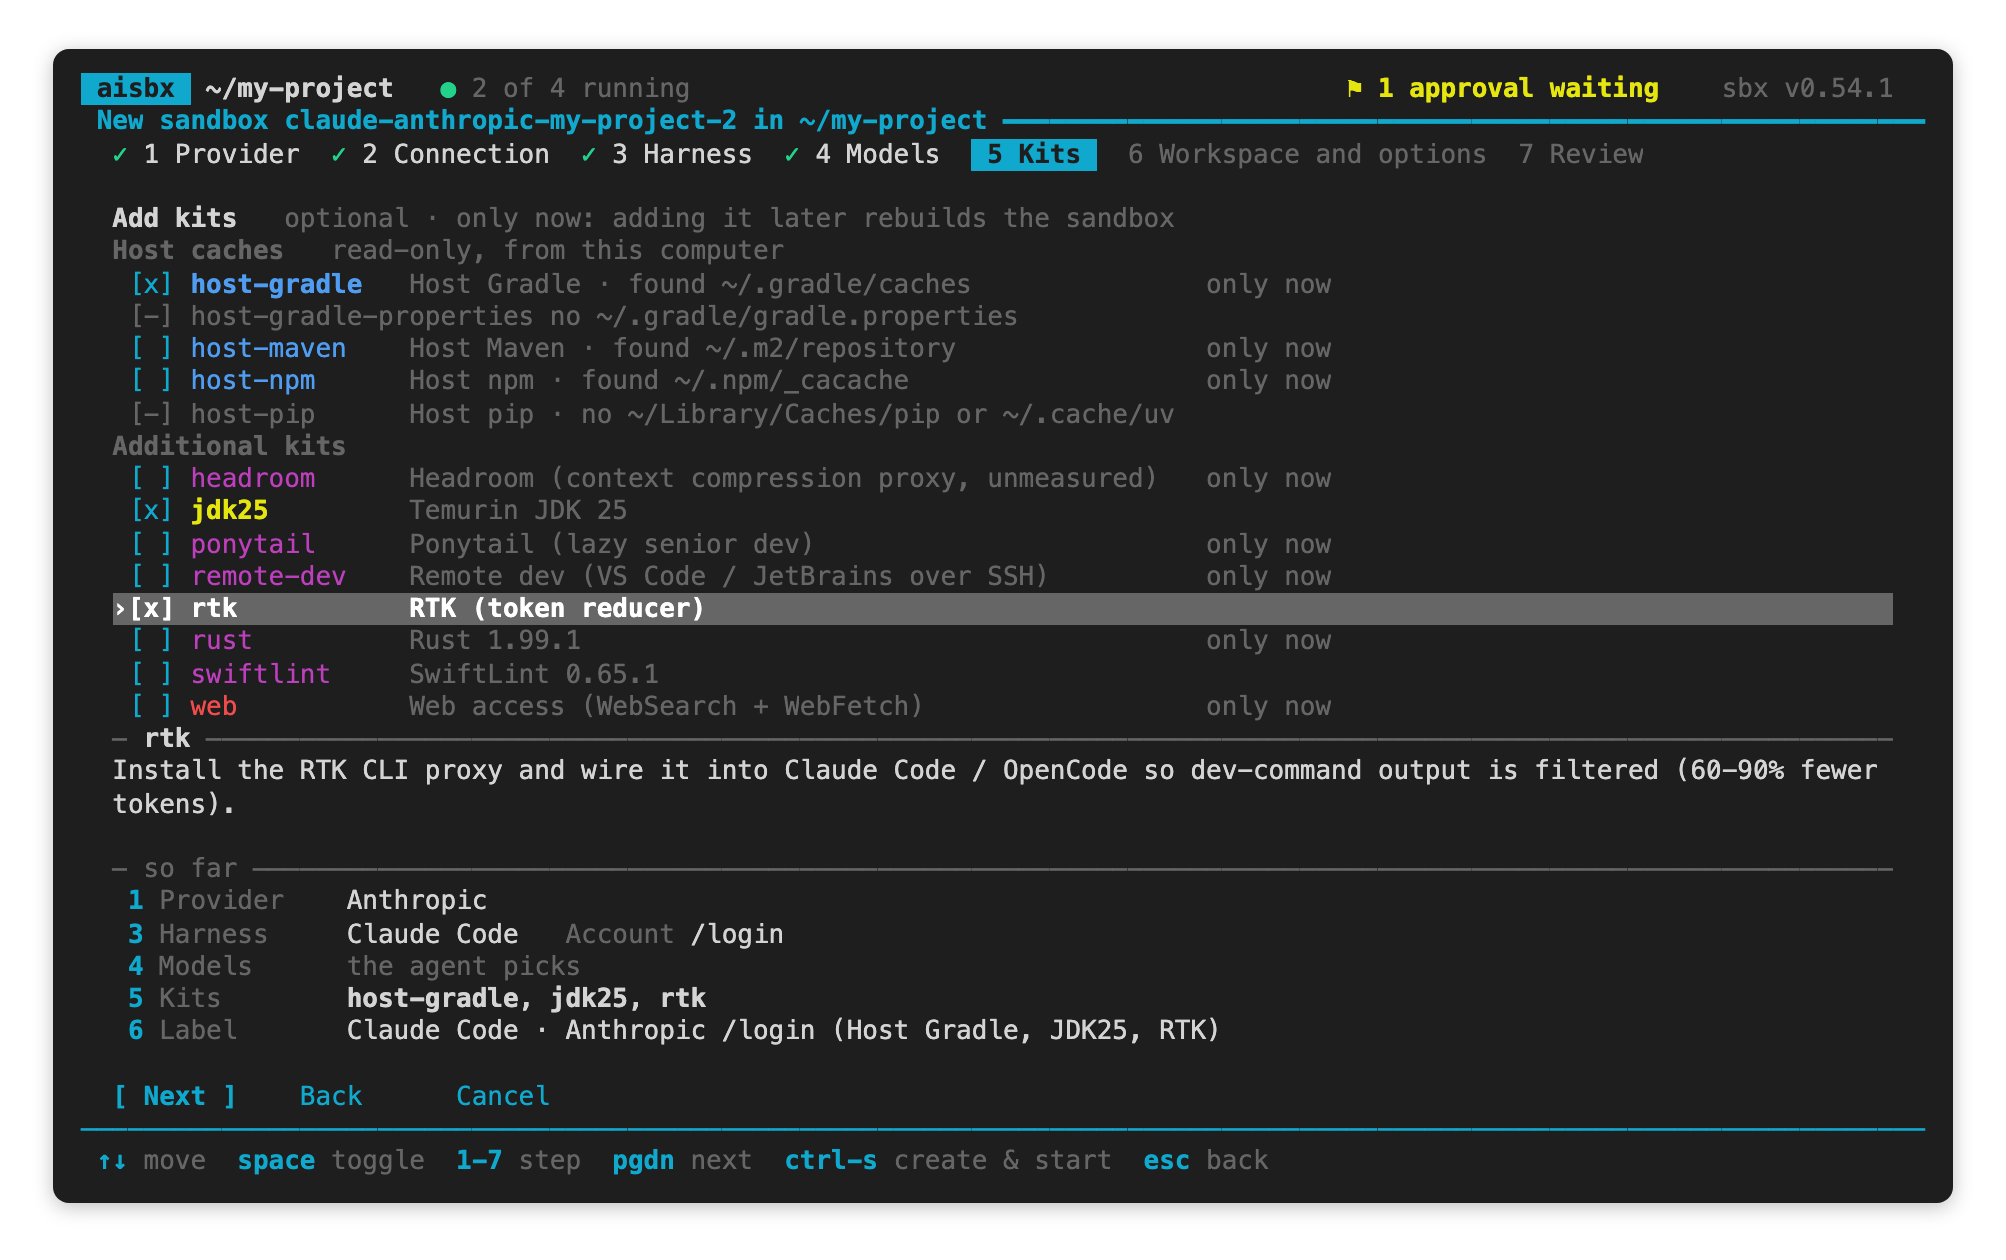 aisbx ~/my-project ● 2 of 4 running ⚑ 1 approval waiting sbx v0.54.1
New sandbox claude-anthropic-my-project-2 in ~/my-project
✓ 1 Provider ✓ 2 Connection ✓ 3 Harness ✓ 4 Models 5 Kits 6 Workspace and options 7 Review
Add kits optional · only now: adding it later rebuilds the sandbox
Host caches read-only, from this computer
[x] host-gradle Host Gradle · found ~/.gradle/caches only now
[-] host-gradle-properties no ~/.gradle/gradle.properties
[ ] host-maven Host Maven · found ~/.m2/repository only now
[ ] host-npm Host npm · found ~/.npm/_cacache only now
[-] host-pip Host pip · no ~/Library/Caches/pip or ~/.cache/uv
Additional kits
[ ] headroom Headroom (context compression proxy, unmeasured) only now
[x] jdk25 Temurin JDK 25
[ ] ponytail Ponytail (lazy senior dev) only now
[ ] remote-dev Remote dev (VS Code / JetBrains over SSH) only now
›[x] rtk RTK (token reducer)
[ ] rust Rust 1.99.1 only now
[ ] swiftlint SwiftLint 0.65.1
[ ] web Web access (WebSearch + WebFetch) only now
— rtk
Install the RTK CLI proxy and wire it into Claude Code / OpenCode so dev-command output is filtered (60-90% fewer
tokens).
— so far
1 Provider Anthropic
3 Harness Claude Code Account /login
4 Models the agent picks
5 Kits host-gradle, jdk25, rtk
6 Label Claude Code · Anthropic /login (Host Gradle, JDK25, RTK)
[ Next ] Back Cancel
↑↓ move space toggle 1-7 step pgdn next ctrl-s create & start esc back